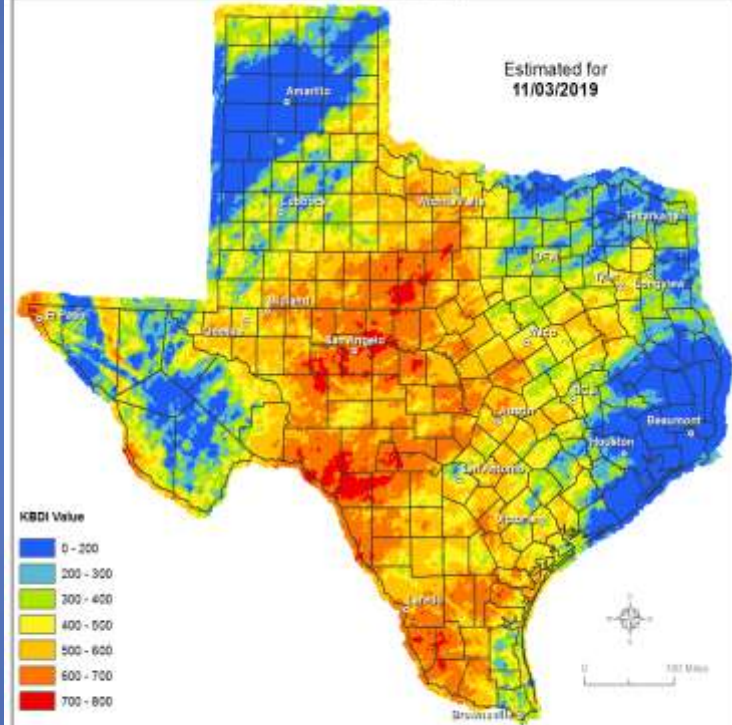 Estimated for
11/03/2019
Amarillo
Lubbock
Wichita Falls
Texarkana
DFW
Tyler
Longview
El Paso
Midland
Odessa
San Angelo
Waco
BCS
Austin
Beaumont
Houston
San Antonio
Victoria
KBDI Value
0 - 200
200 - 300
300 - 400
400 - 500
500 - 600
600 - 700
700 - 800
Laredo
0
100 Miles
Brownsville